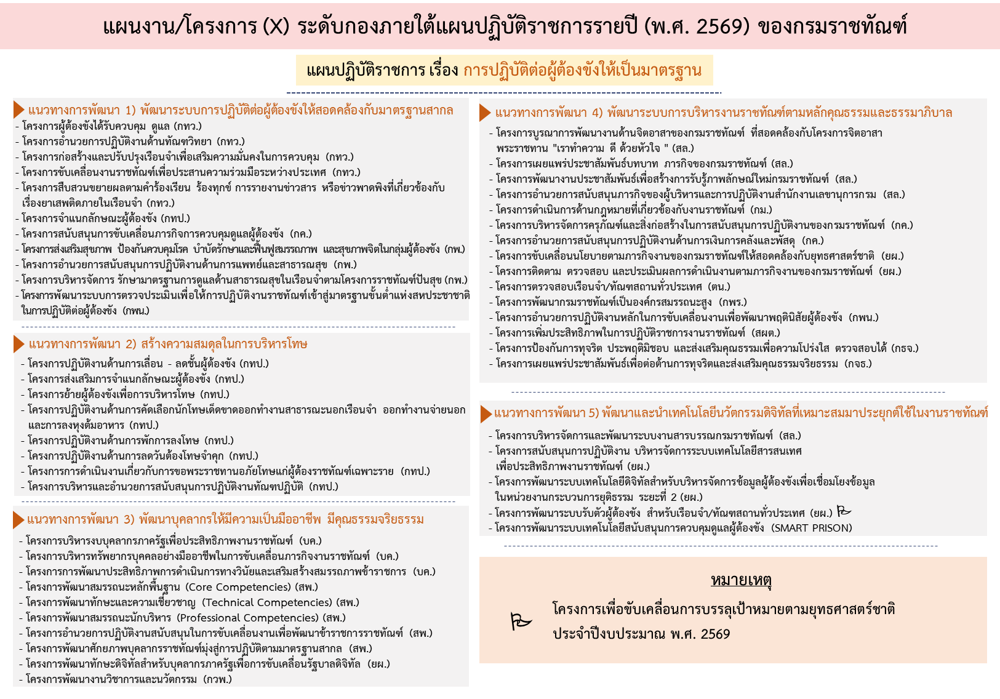 แผนงาน/โครงการ (X) ระดับกองภายใต้แผนปฏิบัติราชการรายปี (พ.ศ. 2569) ของกรมราชทัณฑ์
แผนปฏิบัติราชการ เรื่อง การปฏิบัติต่อผู้ต้องขังให้เป็นมาตรฐาน
แนวทางการพัฒนา 1) พัฒนาระบบการปฏิบัติต่อผู้ต้องขังให้สอดคล้องกับมาตรฐานสากล
- โครงการผู้ต้องขังได้รับควบคุม ดูแล (กทว.)
- โครงการอำนวยการปฏิบัติงานด้านทัณฑวิทยา (กทว.)
- โครงการก่อสร้างและปรับปรุงเรือนจำเพื่อเสริมความมั่นคงในการควบคุม (กทว.)
- โครงการขับเคลื่อนงานราชทัณฑ์เพื่อประสานความร่วมมือระหว่างประเทศ (กทว.)
- โครงการสืบสวนขยายผลตามคำร้องเรียน ร้องทุกข์ การรายงานข่าวสาร หรือข่าวพาดพิงที่เกี่ยวข้องกับ
เรื่องยาเสพติดภายในเรือนจำ (กทว.)
- โครงการจำแนกลักษณะผู้ต้องขัง (กทป.)
- โครงการสนับสนุนการขับเคลื่อนภารกิจการควบคุมดูแลผู้ต้องขัง (กค.)
- โครงการส่งเสริมสุขภาพ ป้องกันควบคุมโรค บำบัดรักษาและฟื้นฟูสมรรถภาพ และสุขภาพจิตในกลุ่มผู้ต้องขัง (กพ.)
- โครงการอำนวยการสนับสนุนการปฏิบัติงานด้านการแพทย์และสาธารณสุข (กพ.)
- โครงการบริหารจัดการ รักษามาตรฐานการดูแลด้านสาธารณสุขในเรือนจำตามโครงการราชทัณฑ์ปันสุข (กพ.)
- โครงการพัฒนาระบบการตรวจประเมินเพื่อให้การปฏิบัติงานราชทัณฑ์เข้าสู่มาตรฐานขั้นต่ำแห่งสหประชาชาติ
ในการปฏิบัติต่อผู้ต้องขัง (กพน.)
แนวทางการพัฒนา 2) สร้างความสมดุลในการบริหารโทษ
- โครงการปฏิบัติงานด้านการเลื่อน - ลดชั้นผู้ต้องขัง (กทป.)
- โครงการส่งเสริมการจำแนกลักษณะผู้ต้องขัง (กทป.)
- โครงการย้ายผู้ต้องขังเพื่อการบริหารโทษ (กทป.)
- โครงการปฏิบัติงานด้านการคัดเลือกนักโทษเด็ดขาดออกทำงานสาธารณะนอกเรือนจำ ออกทำงานจ่ายนอก
และการลงหุงต้มอาหาร (กทป.)
- โครงการปฏิบัติงานด้านการพักการลงโทษ (กทป.)
- โครงการปฏิบัติงานด้านการลดวันต้องโทษจำคุก (กทป.)
- โครงการการดำเนินงานเกี่ยวกับการขอพระราชทานอภัยโทษแก่ผู้ต้องราชทัณฑ์เฉพาะราย (กทป.)
- โครงการบริหารและอำนวยการสนับสนุนการปฏิบัติงานทัณฑปฏิบัติ (กทป.)
แนวทางการพัฒนา 3) พัฒนาบุคลากรให้มีความเป็นมืออาชีพ มีคุณธรรมจริยธรรม
- โครงการบริหารงบบุคลากรภาครัฐเพื่อประสิทธิภาพงานราชทัณฑ์ (บค.)
- โครงการบริหารทรัพยากรบุคคลอย่างมืออาชีพในการขับเคลื่อนภารกิจงานราชทัณฑ์ (บค.)
- โครงการการพัฒนาประสิทธิภาพการดำเนินการทางวินัยและเสริมสร้างสมรรถภาพข้าราชการ (บค.)
- โครงการพัฒนาสมรรถนะหลักพื้นฐาน (Core Competencies) (สพ.)
- โครงการพัฒนาทักษะและความเชี่ยวชาญ (Technical Competencies) (สพ.)
- โครงการพัฒนาสมรรถนะนักบริหาร (Professional Competencies) (สพ.)
- โครงการอำนวยการปฏิบัติงานสนับสนุนในการขับเคลื่อนงานเพื่อพัฒนาข้าราชการราชทัณฑ์ (สพ.)
- โครงการพัฒนาศักยภาพบุคลากรราชทัณฑ์มุ่งสู่การปฏิบัติตามมาตรฐานสากล (สพ.)
- โครงการพัฒนาทักษะดิจิทัลสำหรับบุคลากรภาครัฐเพื่อการขับเคลื่อนรัฐบาลดิจิทัล (ยผ.)
- โครงการพัฒนางานวิชาการและนวัตกรรม (กวพ.)
แนวทางการพัฒนา 4) พัฒนาระบบการบริหารงานราชทัณฑ์ตามหลักคุณธรรมและธรรมาภิบาล
- โครงการบูรณาการพัฒนางานด้านจิตอาสาของกรมราชทัณฑ์ ที่สอดคล้องกับโครงการจิตอาสา
พระราชทาน "เราทำความ ดี ด้วยหัวใจ " (สล.)
- โครงการเผยแพร่ประชาสัมพันธ์บทบาท ภารกิจของกรมราชทัณฑ์ (สล.)
- โครงการพัฒนางานประชาสัมพันธ์เพื่อสร้างการรับรู้ภาพลักษณ์ใหม่กรมราชทัณฑ์ (สล.)
- โครงการอำนวยการสนับสนุนภารกิจของผู้บริหารและการปฏิบัติงานสำนักงานเลขานุการกรม (สล.)
- โครงการดำเนินการด้านกฎหมายที่เกี่ยวข้องกับงานราชทัณฑ์ (กม.)
- โครงการบริหารจัดการครุภัณฑ์และสิ่งก่อสร้างในการสนับสนุนการปฏิบัติงานของกรมราชทัณฑ์ (กค.)
- โครงการอำนวยการสนับสนุนการปฏิบัติงานด้านการเงินการคลังและพัสดุ (กค.)
- โครงการขับเคลื่อนนโยบายตามภารกิจงานของกรมราชทัณฑ์ให้สอดคล้องกับยุทธศาสตร์ชาติ (ยผ.)
- โครงการติดตาม ตรวจสอบ และประเมินผลการดำเนินงานตามภารกิจงานของกรมราชทัณฑ์ (ยผ.)
- โครงการตรวจสอบเรือนจำ/ทัณฑสถานทั่วประเทศ (ตน.)
- โครงการพัฒนากรมราชทัณฑ์เป็นองค์กรสมรรถนะสูง (กพร.)
- โครงการอำนวยการปฏิบัติงานหลักในการขับเคลื่อนงานเพื่อพัฒนาพฤตินิสัยผู้ต้องขัง (กพน.)
- โครงการเพิ่มประสิทธิภาพในการปฏิบัติราชการงานราชทัณฑ์ (สผต.)
- โครงการป้องกันการทุจริต ประพฤติมิชอบ และส่งเสริมคุณธรรมเพื่อความโปร่งใส ตรวจสอบได้ (กธจ.)
- โครงการเผยแพร่ประชาสัมพันธ์เพื่อต่อต้านการทุจริตและส่งเสริมคุณธรรมจริยธรรม (กจธ.)
แนวทางการพัฒนา 5) พัฒนาและนำเทคโนโลยีนวัตกรรมดิจิทัลที่เหมาะสมมาประยุกต์ใช้ในงานราชทัณฑ์
- โครงการบริหารจัดการและพัฒนาระบบงานสารบรรณกรมราชทัณฑ์ (สล.)
- โครงการสนับสนุนการปฏิบัติงาน บริหารจัดการระบบเทคโนโลยีสารสนเทศ
เพื่อประสิทธิภาพงานราชทัณฑ์ (ยผ.)
- โครงการพัฒนาระบบเทคโนโลยีดิจิทัลสำหรับบริหารจัดการข้อมูลผู้ต้องขังเพื่อเชื่อมโยงข้อมูล
ในหน่วยงานกระบวนการยุติธรรม ระยะที่ 2 (ยผ.)
- โครงการพัฒนาระบบรับตัวผู้ต้องขัง สำหรับเรือนจำ/ทัณฑสถานทั่วประเทศ (ยผ.)
- โครงการพัฒนาระบบเทคโนโลยีสนับสนุนการควบคุมดูแลผู้ต้องขัง (SMART PRISON)
หมายเหตุ
โครงการเพื่อขับเคลื่อนการบรรลุเป้าหมายตามยุทธศาสตร์ชาติ
ประจำปีงบประมาณ พ.ศ. 2569